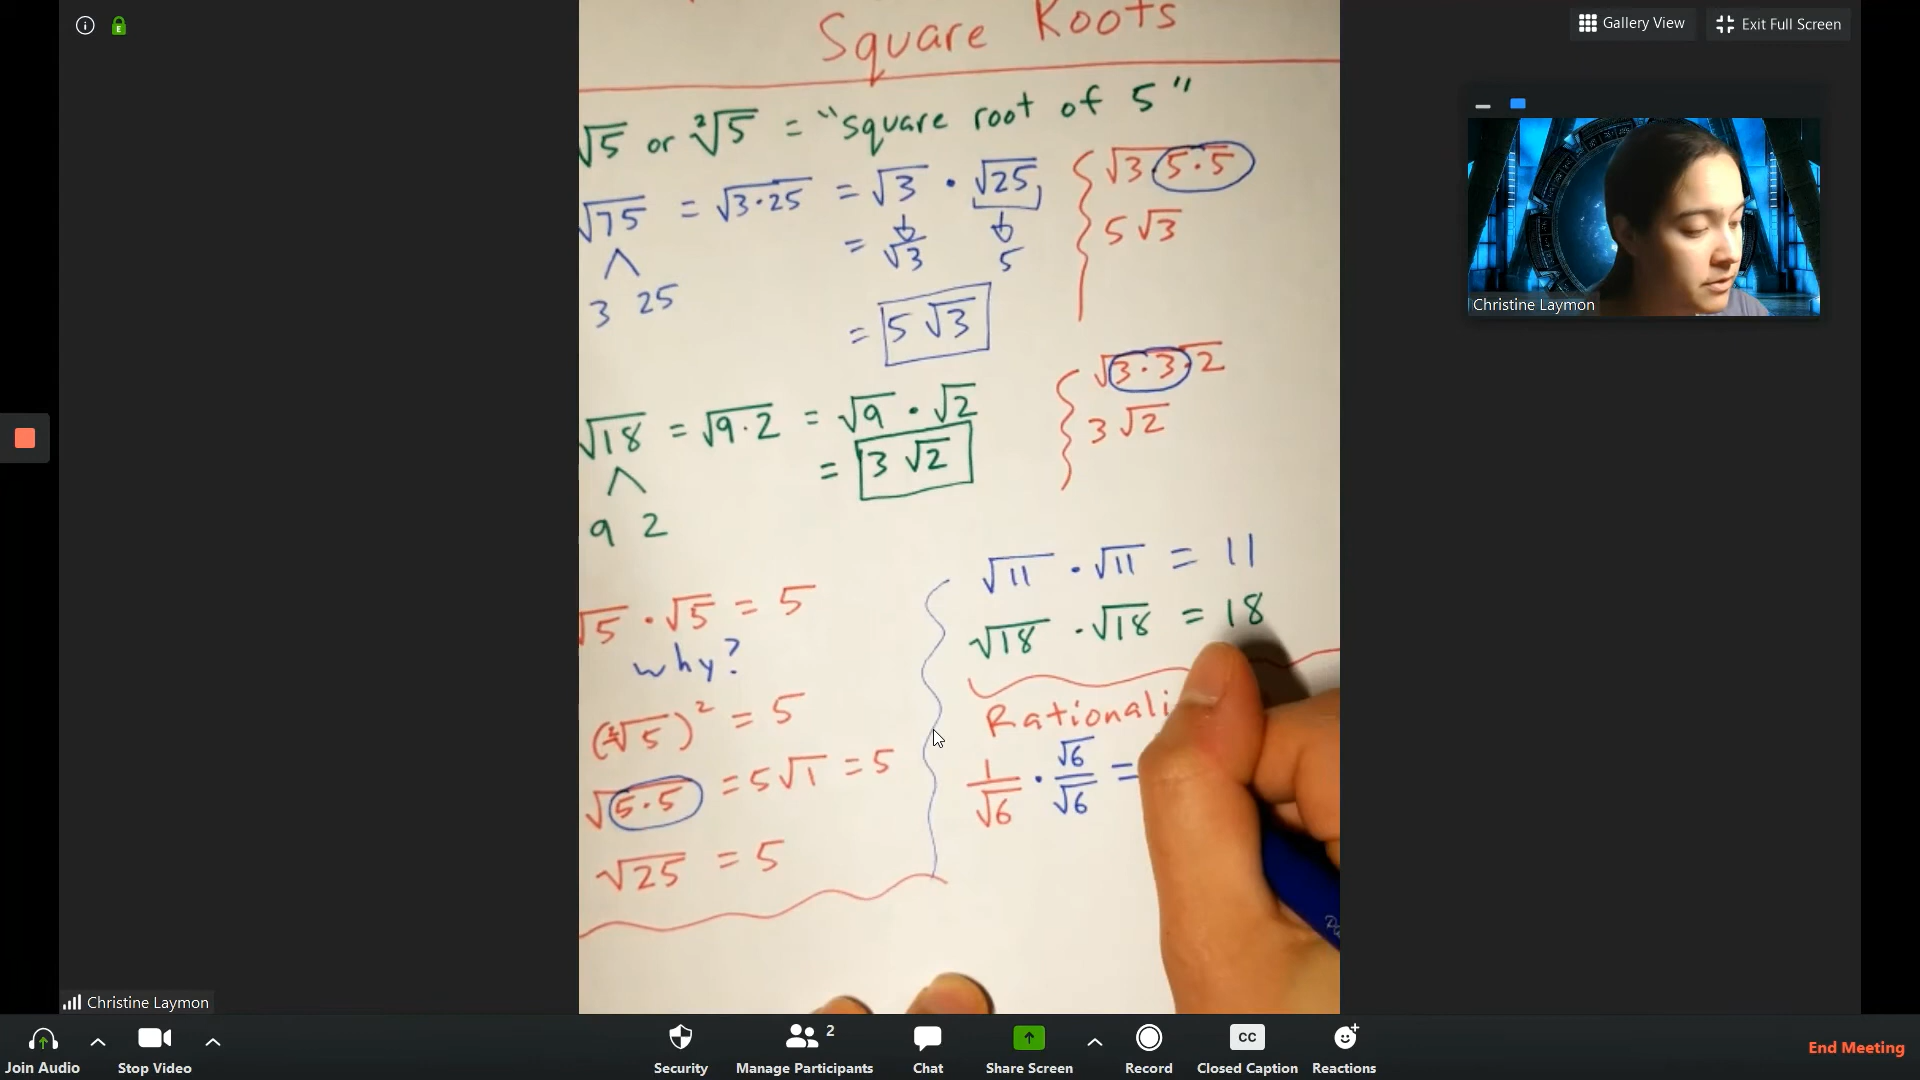 Gallery View
Exit Full Screen
Square Roots
√5 or ²√5 = "square root of 5"
√75 = √3·25 = √3 · √25
= √3 5
3 25
= 5√3
√3·5·5
5√3
√18 = √9·2 = √9 · √2
= 3√2
9 2
√3·3·2
3√2
√5 · √5 = 5
why?
(²√5)² = 5
√5·5 = 5√1 = 5
√25 = 5
√11 · √11 = 11
√18 · √18 = 18
Rationali
1/√6 · √6/√6 =
Christine Laymon
Christine Laymon
Join Audio
Stop Video
Security
2
Manage Participants
Chat
Share Screen
Record
CC
Closed Caption
Reactions
End Meeting